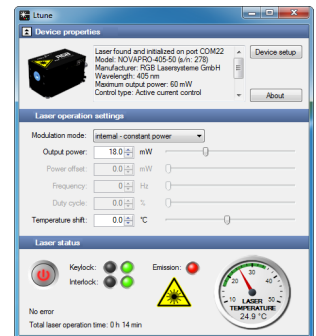 Ltune
Device properties
Laser found and initialized on port COM22
Model: NOVAPRO-405-50 (s/n: 278)
Manufacturer: RGB Lasersysteme GmbH
Wavelength: 405 nm
Maximum output power: 60 mW
Control type: Active current control
Device setup
About
Laser operation settings
Modulation mode: internal - constant power
Output power: 18.0 mW
Power offset: 0.0 mW
Frequency: 0 Hz
Duty cycle: 0.0 %
Temperature shift: 0.0 °C
Laser status
Keylock:
Interlock:
Emission:
10 20 30 40 50
LASER
TEMPERATURE
24.9 °C
No error
Total laser operation time: 0 h 14 min